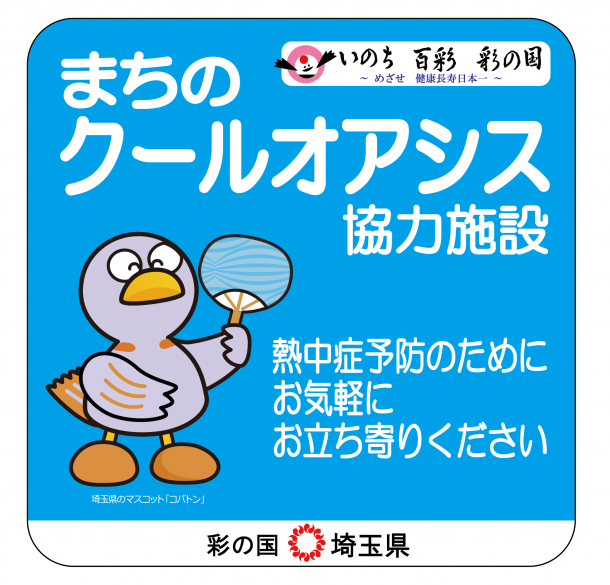 いのち 百彩 彩の国
～ めざせ 健康長寿日本一 ～
まちの
クールオアシス
協力施設
熱中症予防のために
お気軽に
お立ち寄りください
埼玉県のマスコット「コバトン」
彩の国 埼玉県